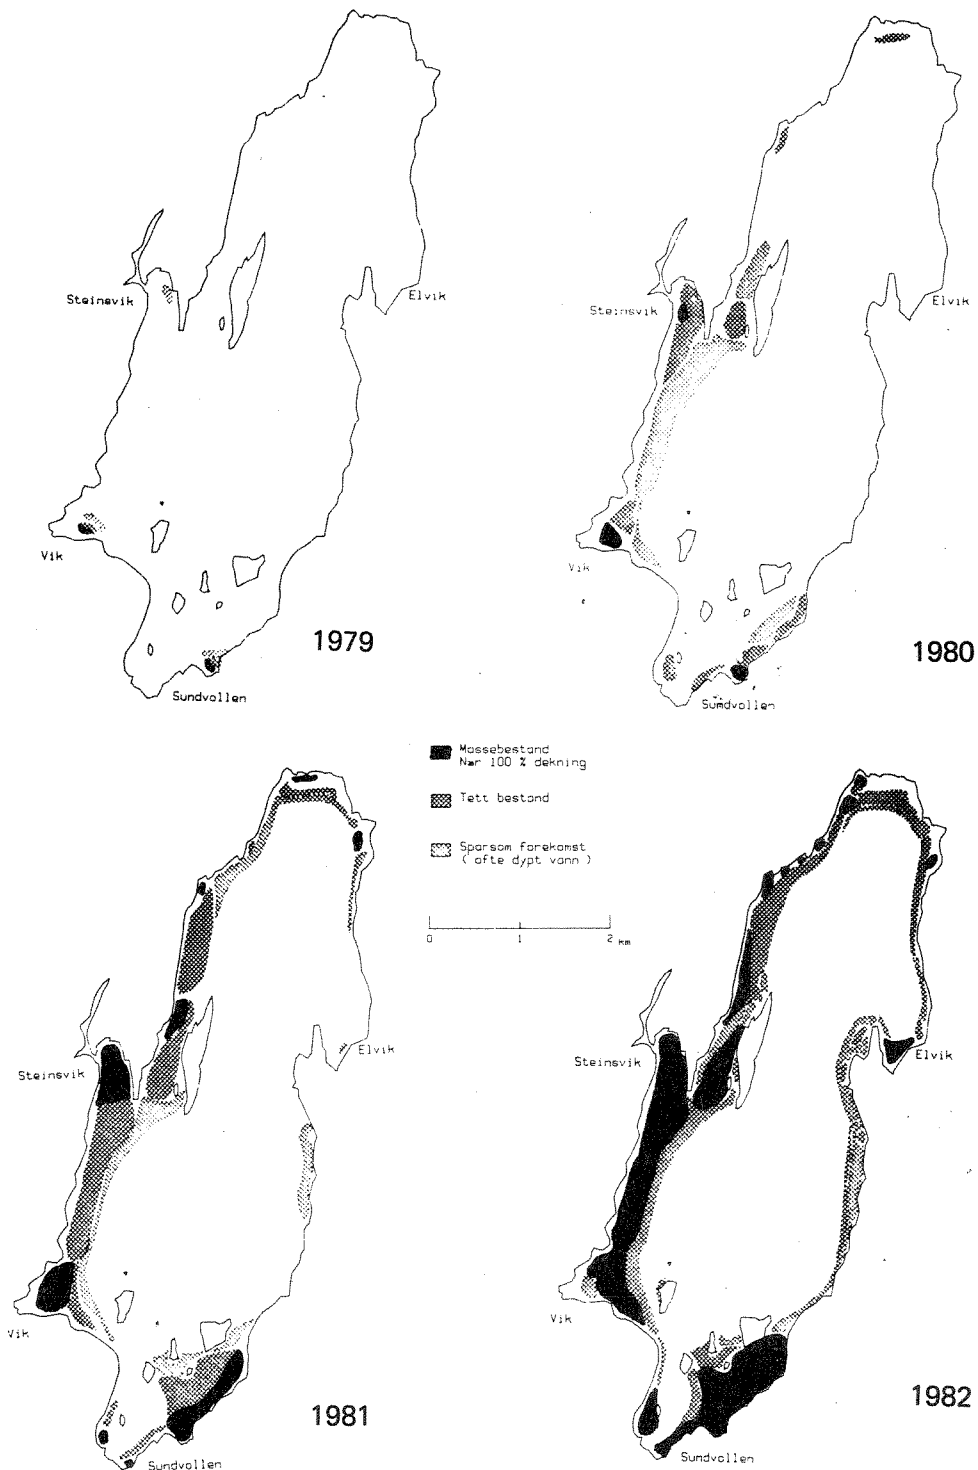 Steinsvik
Elvik
Vik
1979
Sundvollen
Steinsvik
Elvik
Vik
1980
Sumdvollen
Massebestand
Nær 100 % dekning
Tett bestand
Sparsom forekomst
( ofte dypt vann )
0 1 2 km
Steinsvik
Elvik
Vik
1981
Sundvollen
Steinsvik
Elvik
Vik
1982
Sundvollen